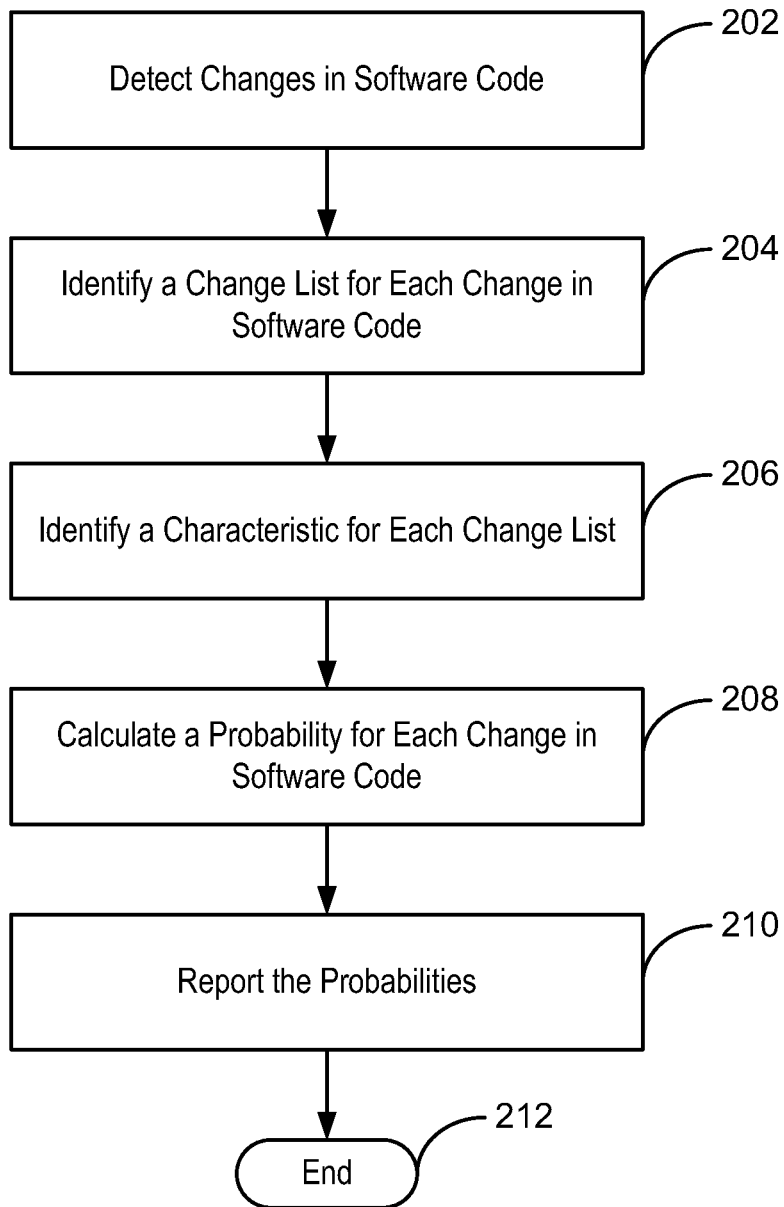 202
Detect Changes in Software Code
204
Identify a Change List for Each Change in
Software Code
206
Identify a Characteristic for Each Change List
208
Calculate a Probability for Each Change in
Software Code
210
Report the Probabilities
212
End